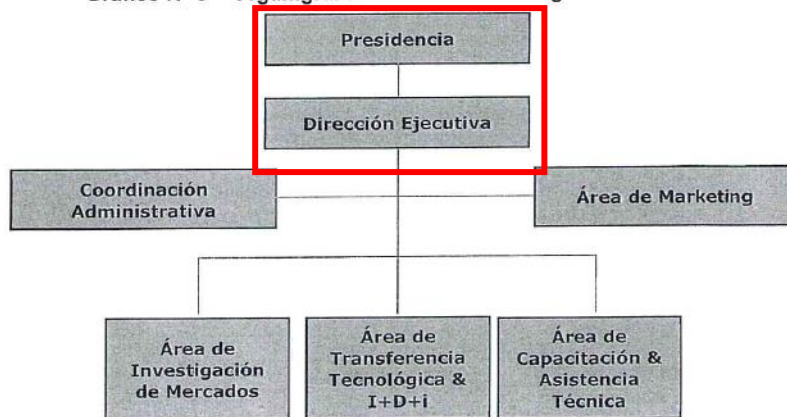 Presidencia
Dirección Ejecutiva
Coordinación
Administrativa
Área de Marketing
Área de
Investigación
de Mercados
Área de
Transferencia
Tecnológica &
I+D+i
Área de
Capacitación &
Asistencia
Técnica